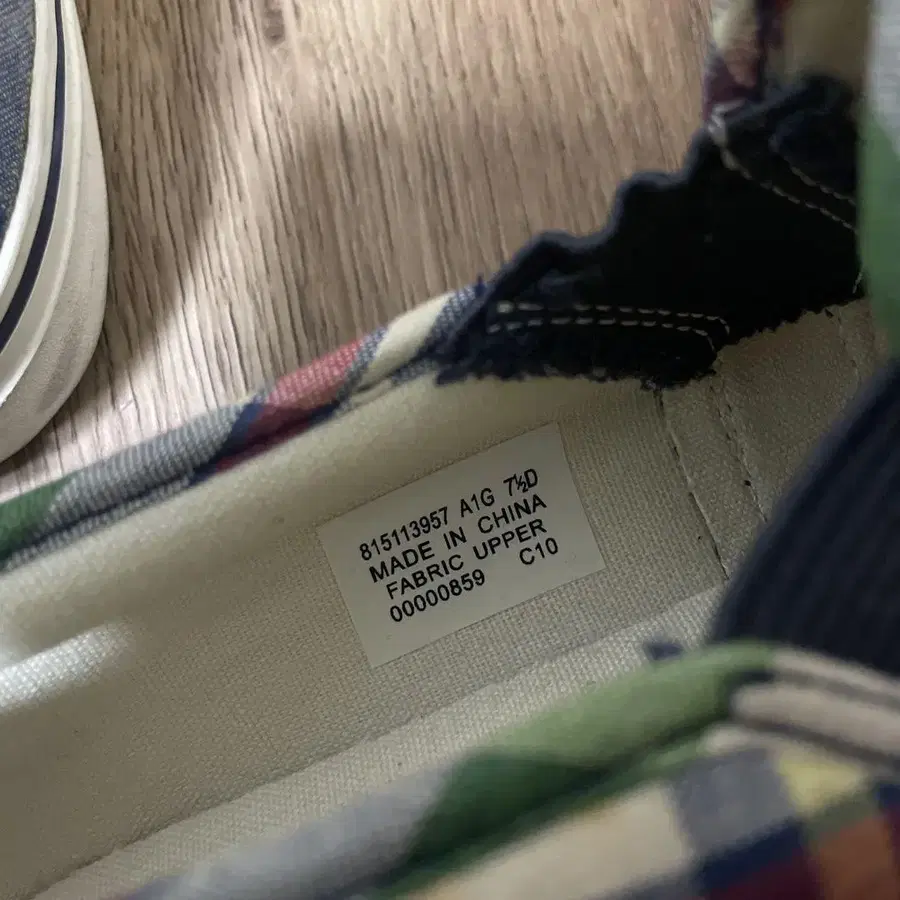 815113957 A1G 7½D
MADE IN CHINA
FABRIC UPPER
00000859 C10